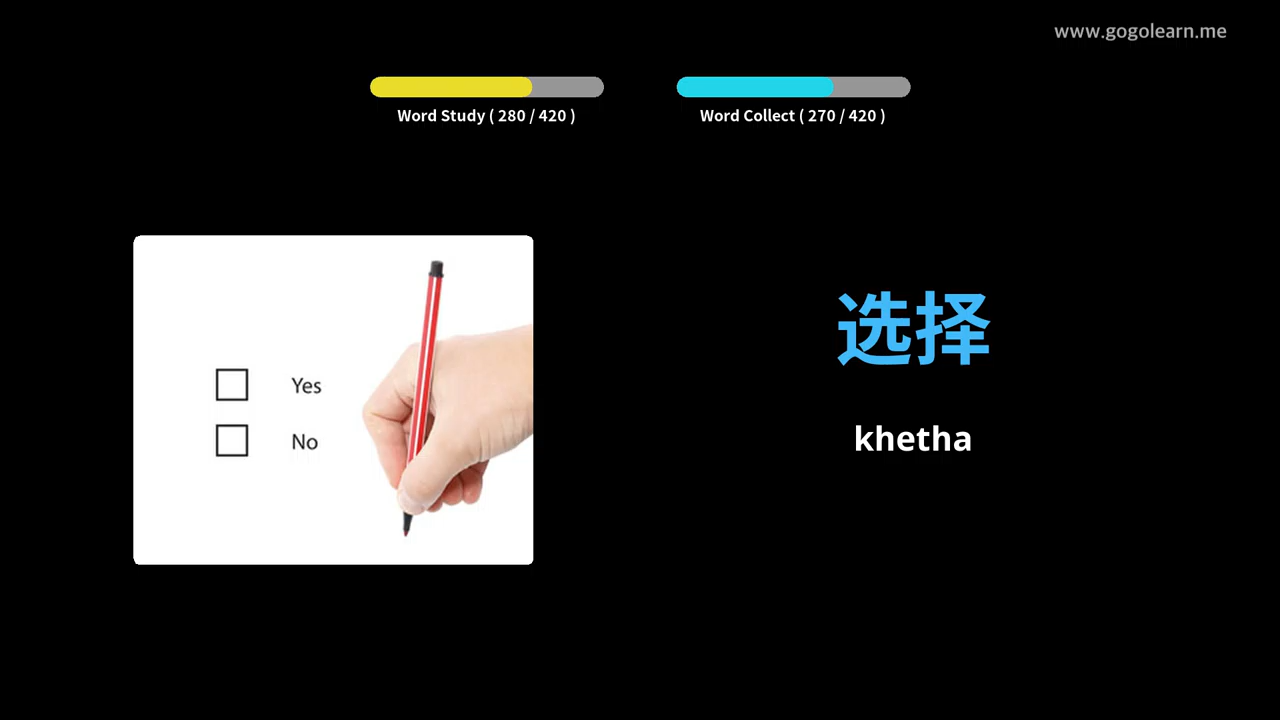 www.gogolearn.me
Word Study ( 280 / 420 )
Word Collect ( 270 / 420 )
Yes
No
选择
khetha